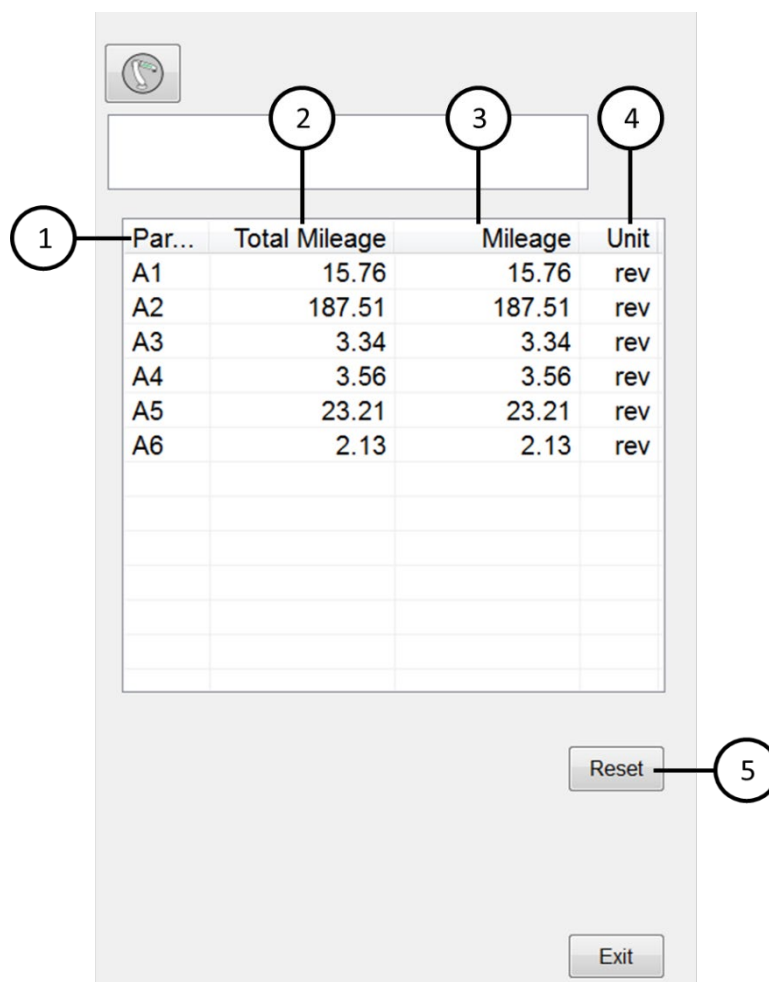 2 3 4
1 Par... Total Mileage Mileage Unit
A1 15.76 15.76 rev
A2 187.51 187.51 rev
A3 3.34 3.34 rev
A4 3.56 3.56 rev
A5 23.21 23.21 rev
A6 2.13 2.13 rev
Reset 5
Exit